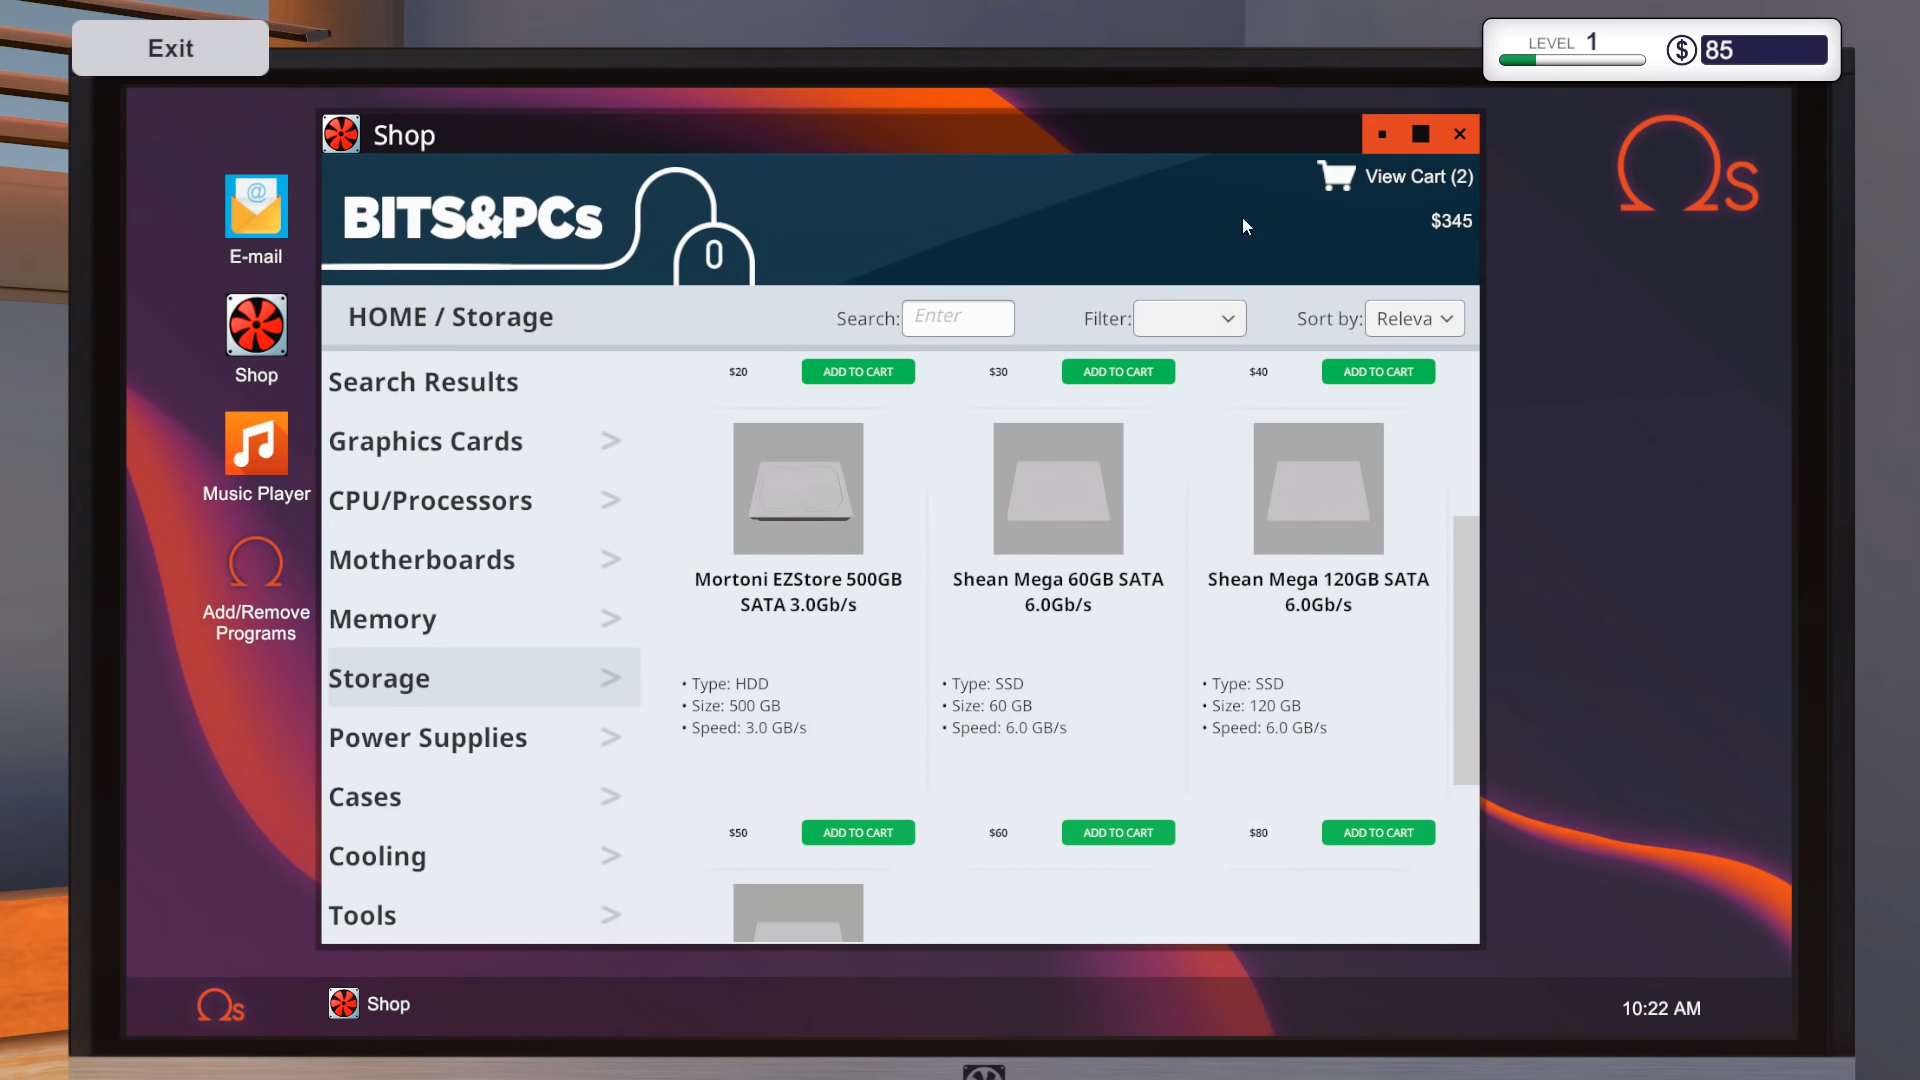 Exit
LEVEL 1
$ 85
Shop
View Cart (2)
BITS&PCs
$345
HOME / Storage
Search: Enter
Filter:
Sort by: Releva
E-mail
Shop
Music Player
Add/Remove
Programs
Search Results
Graphics Cards >
CPU/Processors >
Motherboards >
Memory >
Storage >
Power Supplies >
Cases >
Cooling >
Tools >
$20 ADD TO CART
$30 ADD TO CART
$40 ADD TO CART
Mortoni EZStore 500GB
SATA 3.0Gb/s
• Type: HDD
• Size: 500 GB
• Speed: 3.0 GB/s
$50 ADD TO CART
Shean Mega 60GB SATA
6.0Gb/s
• Type: SSD
• Size: 60 GB
• Speed: 6.0 GB/s
$60 ADD TO CART
Shean Mega 120GB SATA
6.0Gb/s
• Type: SSD
• Size: 120 GB
• Speed: 6.0 GB/s
$80 ADD TO CART
Ωs
Ωs
Shop
10:22 AM